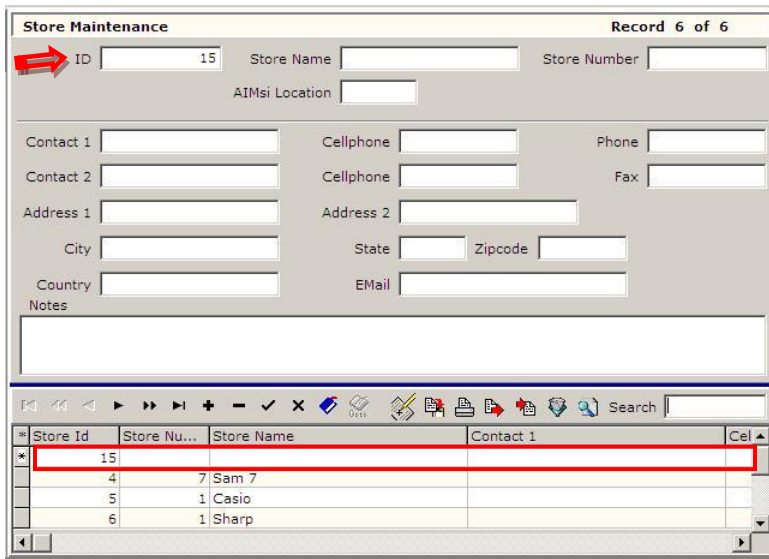 Store Maintenance Record 6 of 6
ID 15 Store Name Store Number
AIMsi Location
Contact 1 Cellphone Phone
Contact 2 Cellphone Fax
Address 1 Address 2
City State Zipcode
Country EMail
Notes
Goto Search
* Store Id Store Nu... Store Name Contact 1 Cel
* 15
4 7 Sam 7
5 1 Casio
6 1 Sharp